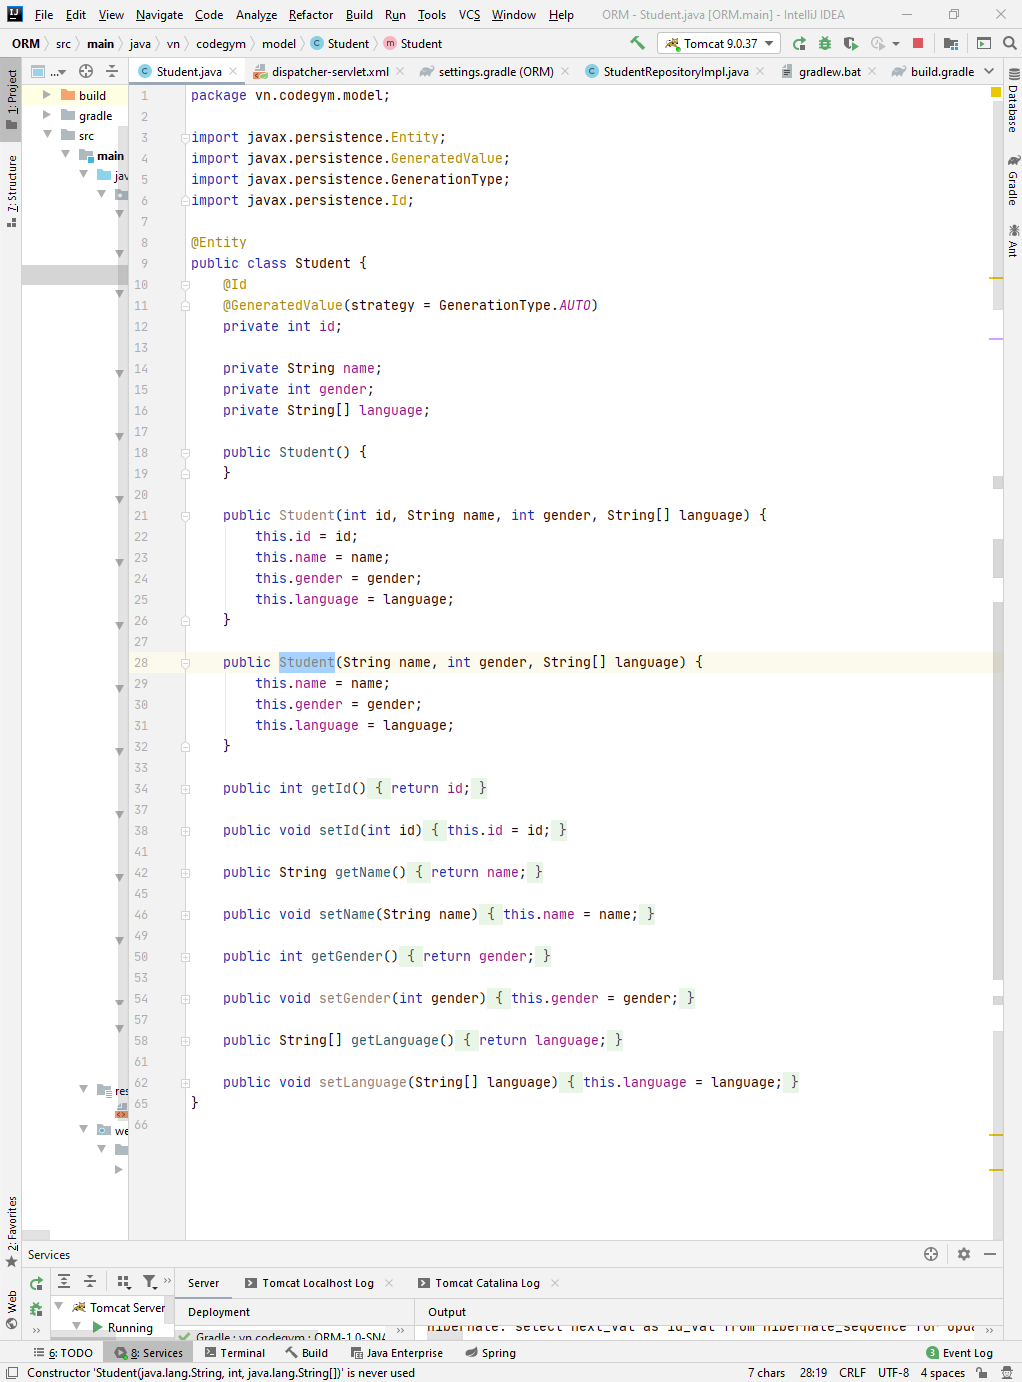 File Edit View Navigate Code Analyze Refactor Build Run Tools VCS Window Help ORM - Student.java [ORM.main] - IntelliJ IDEA
ORM src main java vn codegym model Student Student Tomcat 9.0.37
1: Project
7: Structure
2: Favorites
Web
Database
Gradle
Ant
...
Student.java dispatcher-servlet.xml settings.gradle (ORM) StudentRepositoryImpl.java gradlew.bat build.gradle
build
gradle
src
main
jav
res
we
1 package vn.codegym.model;
2
3 import javax.persistence.Entity;
4 import javax.persistence.GeneratedValue;
5 import javax.persistence.GenerationType;
6 import javax.persistence.Id;
7
8 @Entity
9 public class Student {
10 @Id
11 @GeneratedValue(strategy = GenerationType.AUTO)
12 private int id;
13
14 private String name;
15 private int gender;
16 private String[] language;
17
18 public Student() {
19 }
20
21 public Student(int id, String name, int gender, String[] language) {
22 this.id = id;
23 this.name = name;
24 this.gender = gender;
25 this.language = language;
26 }
27
28 public Student(String name, int gender, String[] language) {
29 this.name = name;
30 this.gender = gender;
31 this.language = language;
32 }
33
34 public int getId() { return id; }
37
38 public void setId(int id) { this.id = id; }
41
42 public String getName() { return name; }
45
46 public void setName(String name) { this.name = name; }
49
50 public int getGender() { return gender; }
53
54 public void setGender(int gender) { this.gender = gender; }
57
58 public String[] getLanguage() { return language; }
61
62 public void setLanguage(String[] language) { this.language = language; }
65 }
66
Services
Server Tomcat Localhost Log Tomcat Catalina Log
Tomcat Server
Running
Deployment
Gradle : vn.codegym : ORM-1.0-SNA
Output
Hibernate: select next_val as id_val from hibernate_sequence for upda
6: TODO 8: Services Terminal Build Java Enterprise Spring 3 Event Log
Constructor 'Student(java.lang.String, int, java.lang.String[])' is never used 7 chars 28:19 CRLF UTF-8 4 spaces